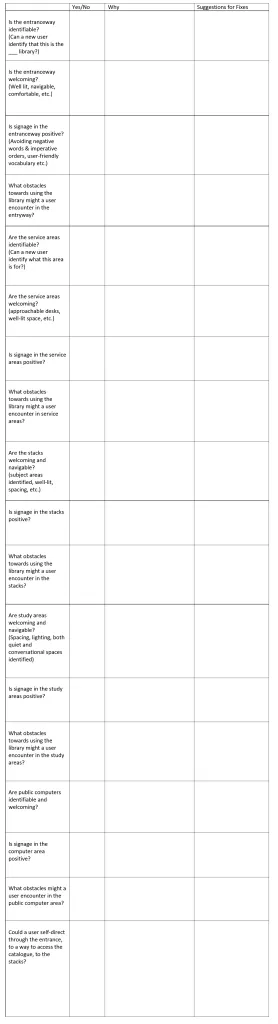 Yes/No Why Suggestions for Fixes
Is the entranceway
identifiable?
(Can a new user
identify that this is the
___ library?)
Is the entranceway
welcoming?
(Well lit, navigable,
comfortable, etc.)
Is signage in the
entranceway positive?
(Avoiding negative
words & imperative
orders, user-friendly
vocabulary etc.)
What obstacles
towards using the
library might a user
encounter in the
entryway?
Are the service areas
identifiable?
(Can a new user
identify what this area
is for?)
Are the service areas
welcoming?
(approachable desks,
well-lit space, etc.)
Is signage in the service
areas positive?
What obstacles
towards using the
library might a user
encounter in service
areas?
Are the stacks
welcoming and
navigable?
(subject areas
identified, well-lit,
spacing, etc.)
Is signage in the stacks
positive?
What obstacles
towards using the
library might a user
encounter in the
stacks?
Are study areas
welcoming and
navigable?
(Spacing, lighting, both
quiet and
conversational spaces
identified)
Is signage in the study
areas positive?
What obstacles
towards using the
library might a user
encounter in the study
areas?
Are public computers
identifiable and
welcoming?
Is signage in the
computer area
positive?
What obstacles might a
user encounter in the
public computer area?
Could a user self-direct
through the entrance,
to a way to access the
catalogue, to the
stacks?